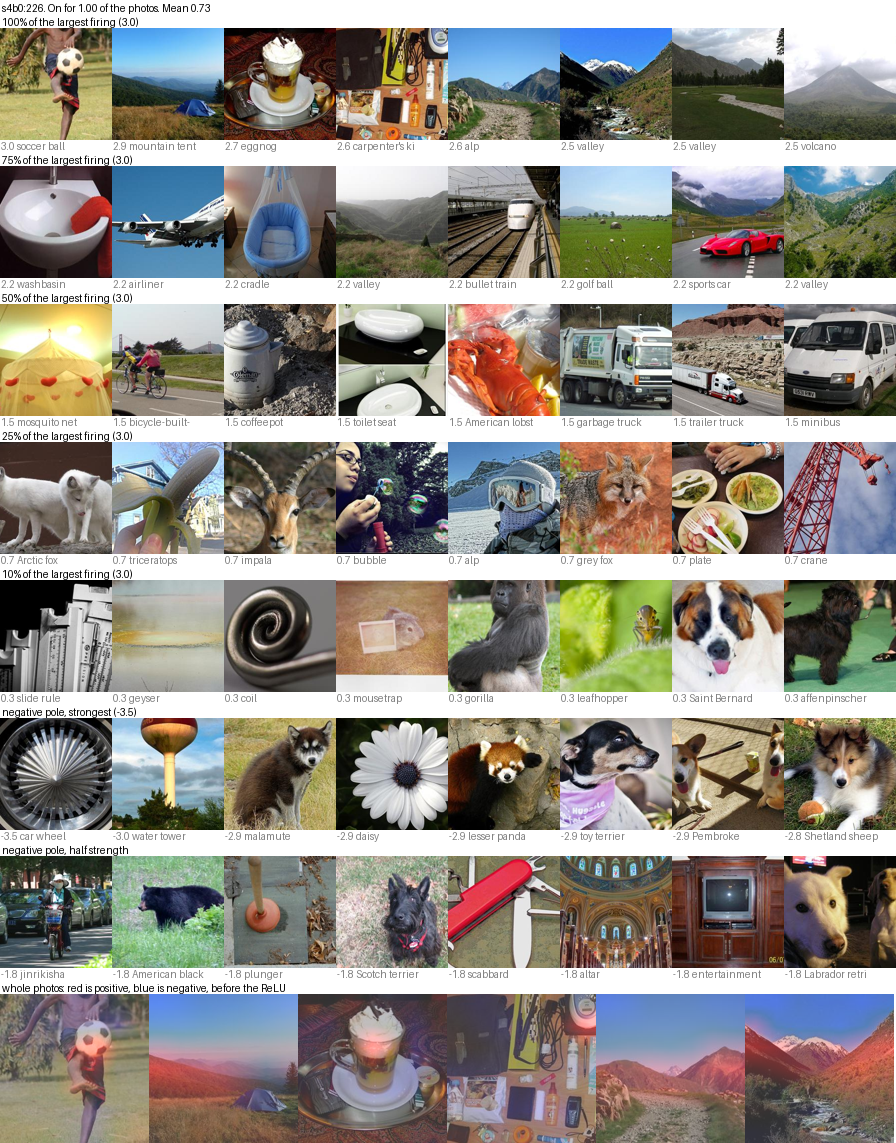 s4b0:226. On for 1.00 of the photos. Mean 0.73
100% of the largest firing (3.0)
3.0 soccer ball
2.9 mountain tent
2.7 eggnog
2.6 carpenter's ki
2.6 alp
2.5 valley
2.5 valley
2.5 volcano
75% of the largest firing (3.0)
2.2 washbasin
2.2 airliner
2.2 cradle
2.2 valley
2.2 bullet train
2.2 golf ball
2.2 sports car
2.2 valley
50% of the largest firing (3.0)
1.5 mosquito net
1.5 bicycle-built-
1.5 coffeepot
1.5 toilet seat
1.5 American lobst
1.5 garbage truck
1.5 trailer truck
1.5 minibus
25% of the largest firing (3.0)
0.7 Arctic fox
0.7 triceratops
0.7 impala
0.7 bubble
0.7 alp
0.7 grey fox
0.7 plate
0.7 crane
10% of the largest firing (3.0)
0.3 slide rule
0.3 geyser
0.3 coil
0.3 mousetrap
0.3 gorilla
0.3 leafhopper
0.3 Saint Bernard
0.3 affenpinscher
negative pole, strongest (-3.5)
-3.5 car wheel
-3.0 water tower
-2.9 malamute
-2.9 daisy
-2.9 lesser panda
-2.9 toy terrier
-2.9 Pembroke
-2.8 Shetland sheep
negative pole, half strength
-1.8 jinrikisha
-1.8 American black
-1.8 plunger
-1.8 Scotch terrier
-1.8 scabbard
-1.8 altar
-1.8 entertainment
-1.8 Labrador retri
whole photos: red is positive, blue is negative, before the ReLU